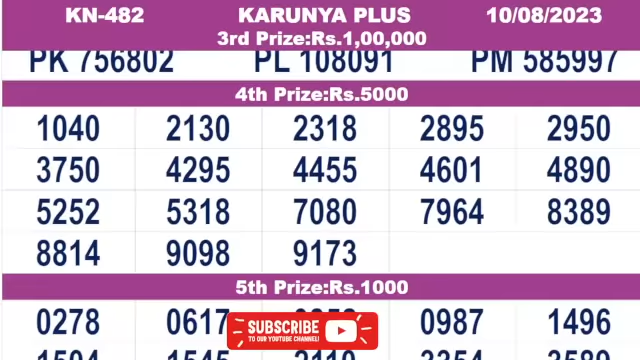 KN-482 KARUNYA PLUS 10/08/2023
3rd Prize:Rs.1,00,000
PK 756802 PL 108091 PM 585997
4th Prize:Rs.5000
1040 2130 2318 2895 2950
3750 4295 4455 4601 4890
5252 5318 7080 7964 8389
8814 9098 9173
5th Prize:Rs.1000
0278 0617 0987 1496
SUBSCRIBE
TO OUR YOUTUBE CHANNEL!